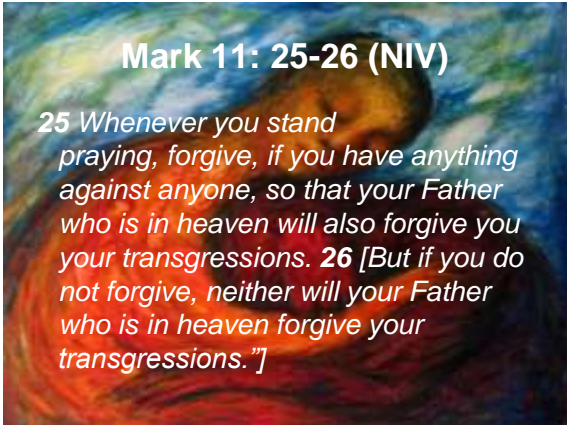 Mark 11: 25-26 (NIV)
25 Whenever you stand
praying, forgive, if you have anything
against anyone, so that your Father
who is in heaven will also forgive you
your transgressions. 26 [But if you do
not forgive, neither will your Father
who is in heaven forgive your
transgressions.”]